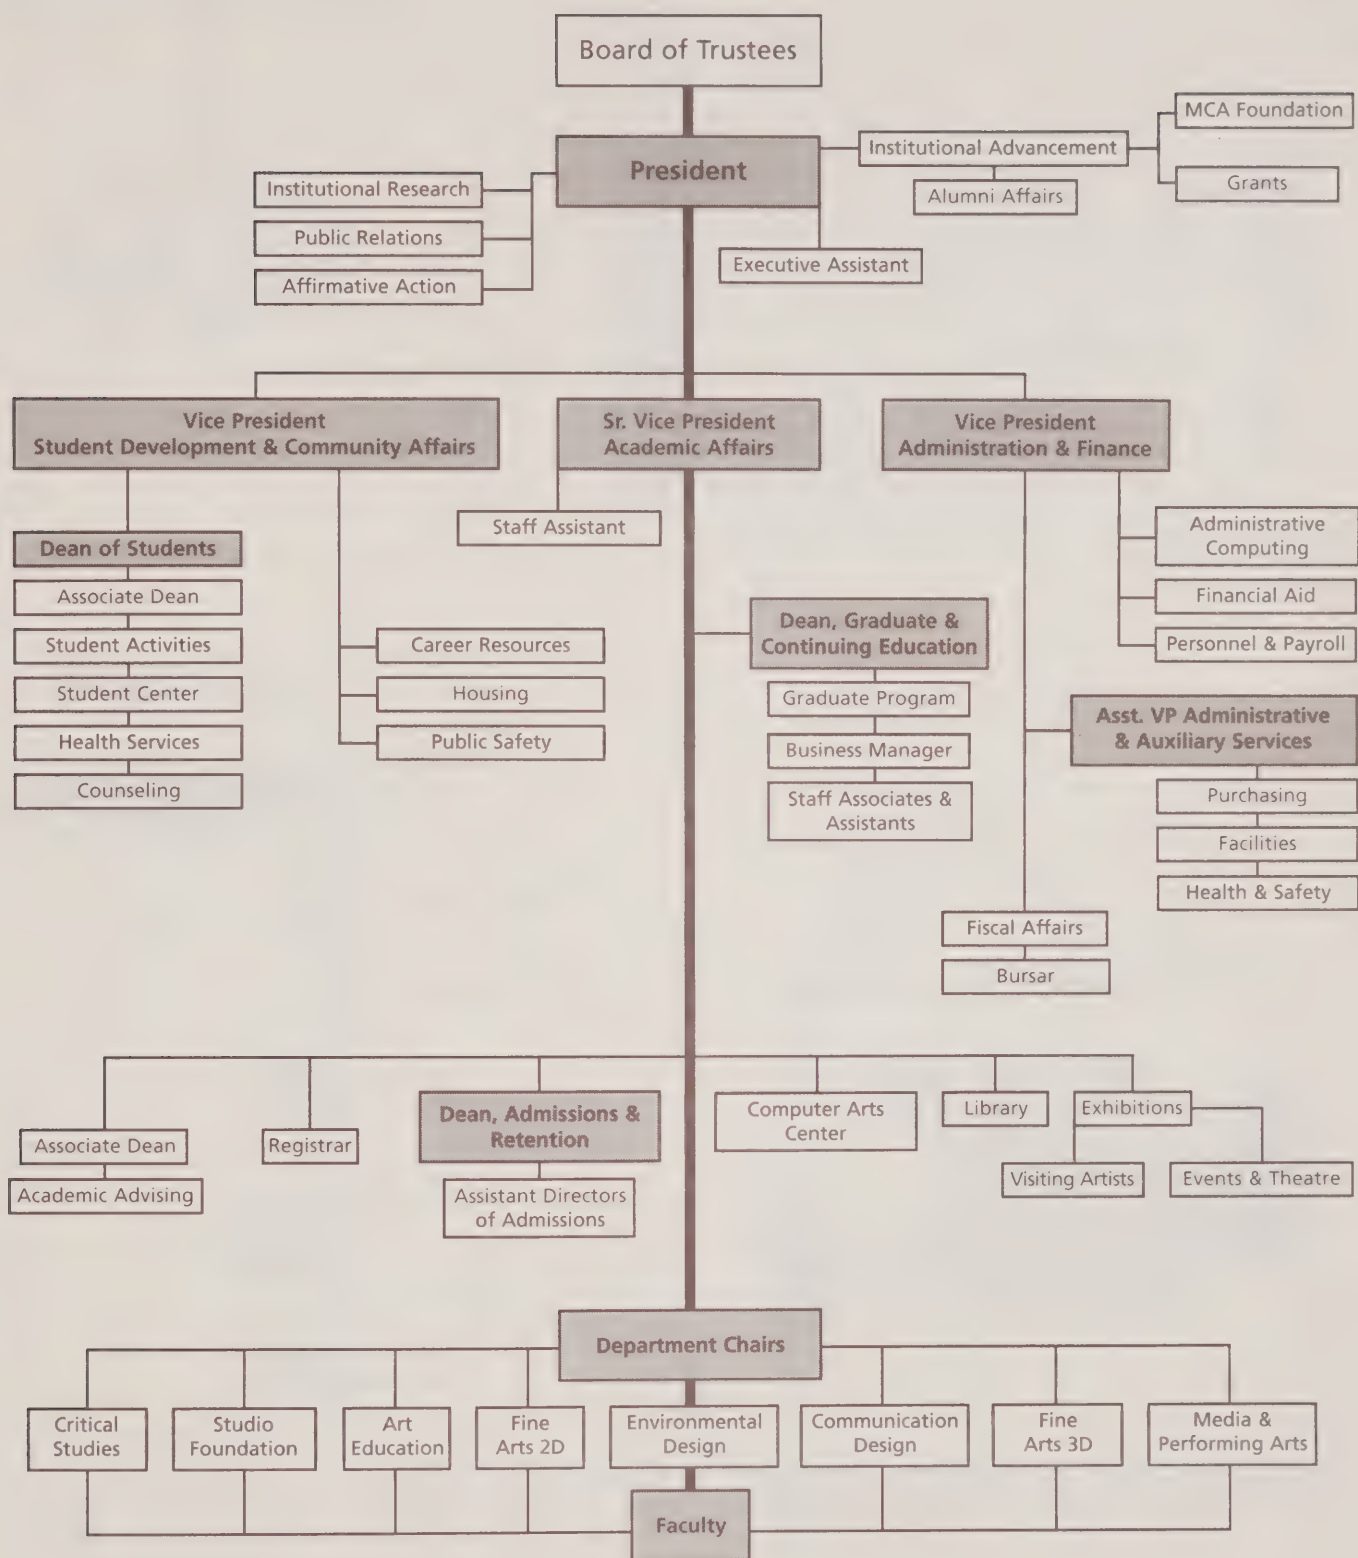 Board of Trustees
President
Institutional Advancement
MCA Foundation
Grants
Alumni Affairs
Institutional Research
Public Relations
Affirmative Action
Executive Assistant
Vice President
Student Development & Community Affairs
Sr. Vice President
Academic Affairs
Vice President
Administration & Finance
Staff Assistant
Dean of Students
Associate Dean
Student Activities
Student Center
Health Services
Counseling
Career Resources
Housing
Public Safety
Dean, Graduate &
Continuing Education
Graduate Program
Business Manager
Staff Associates &
Assistants
Administrative
Computing
Financial Aid
Personnel & Payroll
Asst. VP Administrative
& Auxiliary Services
Purchasing
Facilities
Health & Safety
Fiscal Affairs
Bursar
Associate Dean
Academic Advising
Registrar
Dean, Admissions &
Retention
Assistant Directors
of Admissions
Computer Arts
Center
Library
Exhibitions
Visiting Artists
Events & Theatre
Department Chairs
Critical
Studies
Studio
Foundation
Art
Education
Fine
Arts 2D
Environmental
Design
Communication
Design
Fine
Arts 3D
Media &
Performing Arts
Faculty